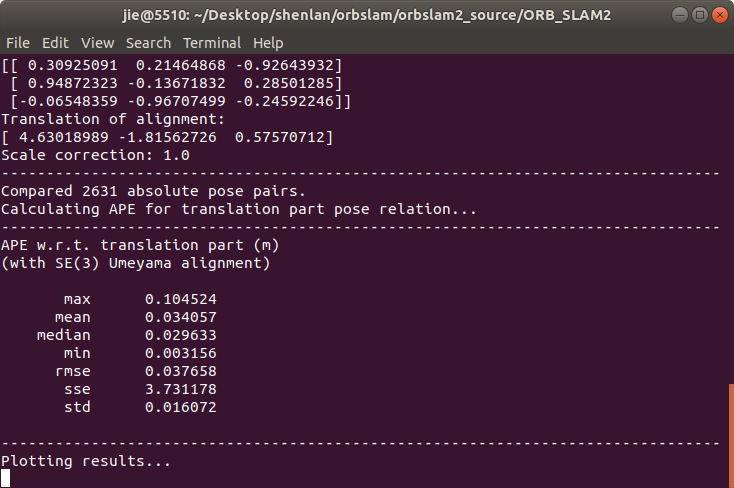 jie@5510: ~/Desktop/shenlan/orbslam/orbslam2_source/ORB_SLAM2
File Edit View Search Terminal Help
[[ 0.30925091  0.21464868 -0.92643932]
 [ 0.94872323 -0.13671832  0.28501285]
 [-0.06548359 -0.96707499 -0.24592246]]
Translation of alignment:
[ 4.63018989 -1.81562726  0.57570712]
Scale correction: 1.0
--------------------------------------------------------------------------------
Compared 2631 absolute pose pairs.
Calculating APE for translation part pose relation...
--------------------------------------------------------------------------------
APE w.r.t. translation part (m)
(with SE(3) Umeyama alignment)
       max      0.104524
      mean      0.034057
    median      0.029633
       min      0.003156
      rmse      0.037658
       sse      3.731178
       std      0.016072
--------------------------------------------------------------------------------
Plotting results...